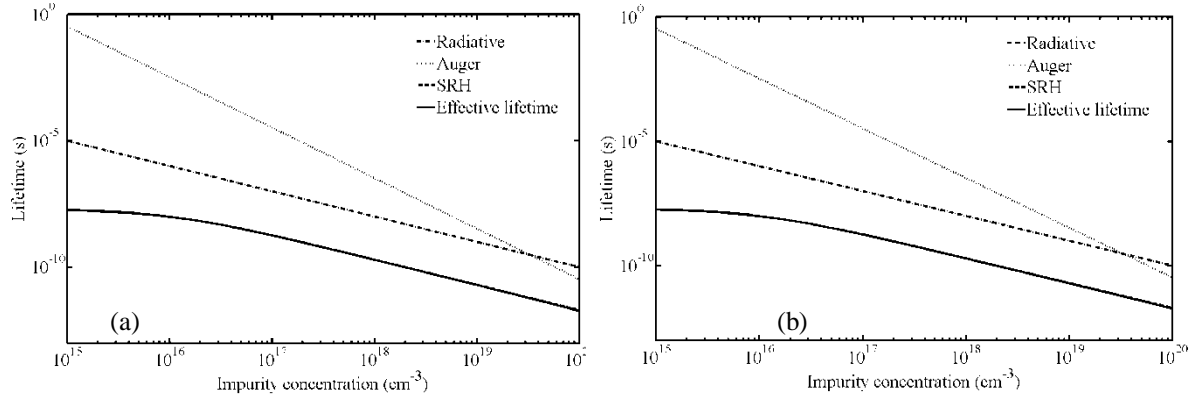 10^0
Radiative
Auger
SRH
Effective lifetime
10^-5
10^-10
Lifetime (s)
(a)
10^15 10^16 10^17 10^18 10^19
Impurity concentration (cm^-3)
10^0
Radiative
Auger
SRH
Effective lifetime
10^-5
10^-10
Lifetime (s)
(b)
10^15 10^16 10^17 10^18 10^19 10^20
Impurity concentration (cm^-3)